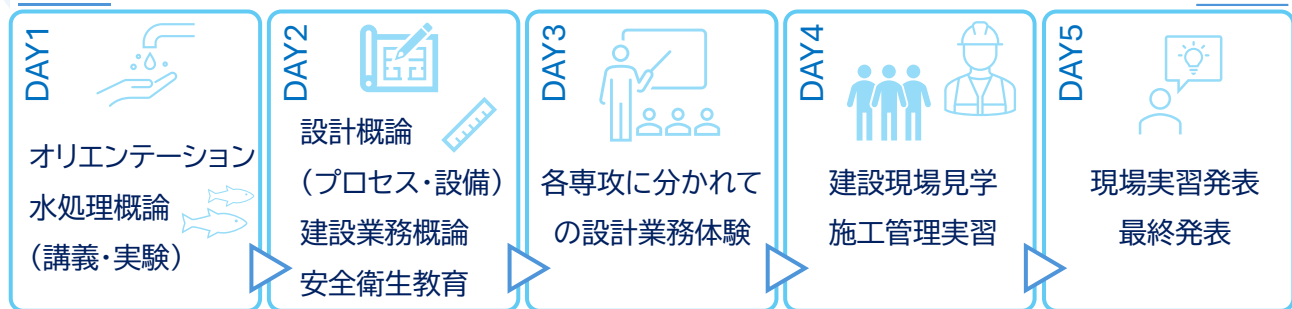 DAY1
オリエンテーション
水処理概論
(講義・実験)
DAY2
設計概論
(プロセス・設備)
建設業務概論
安全衛生教育
DAY3
各専攻に分かれて
の設計業務体験
DAY4
建設現場見学
施工管理実習
DAY5
現場実習発表
最終発表